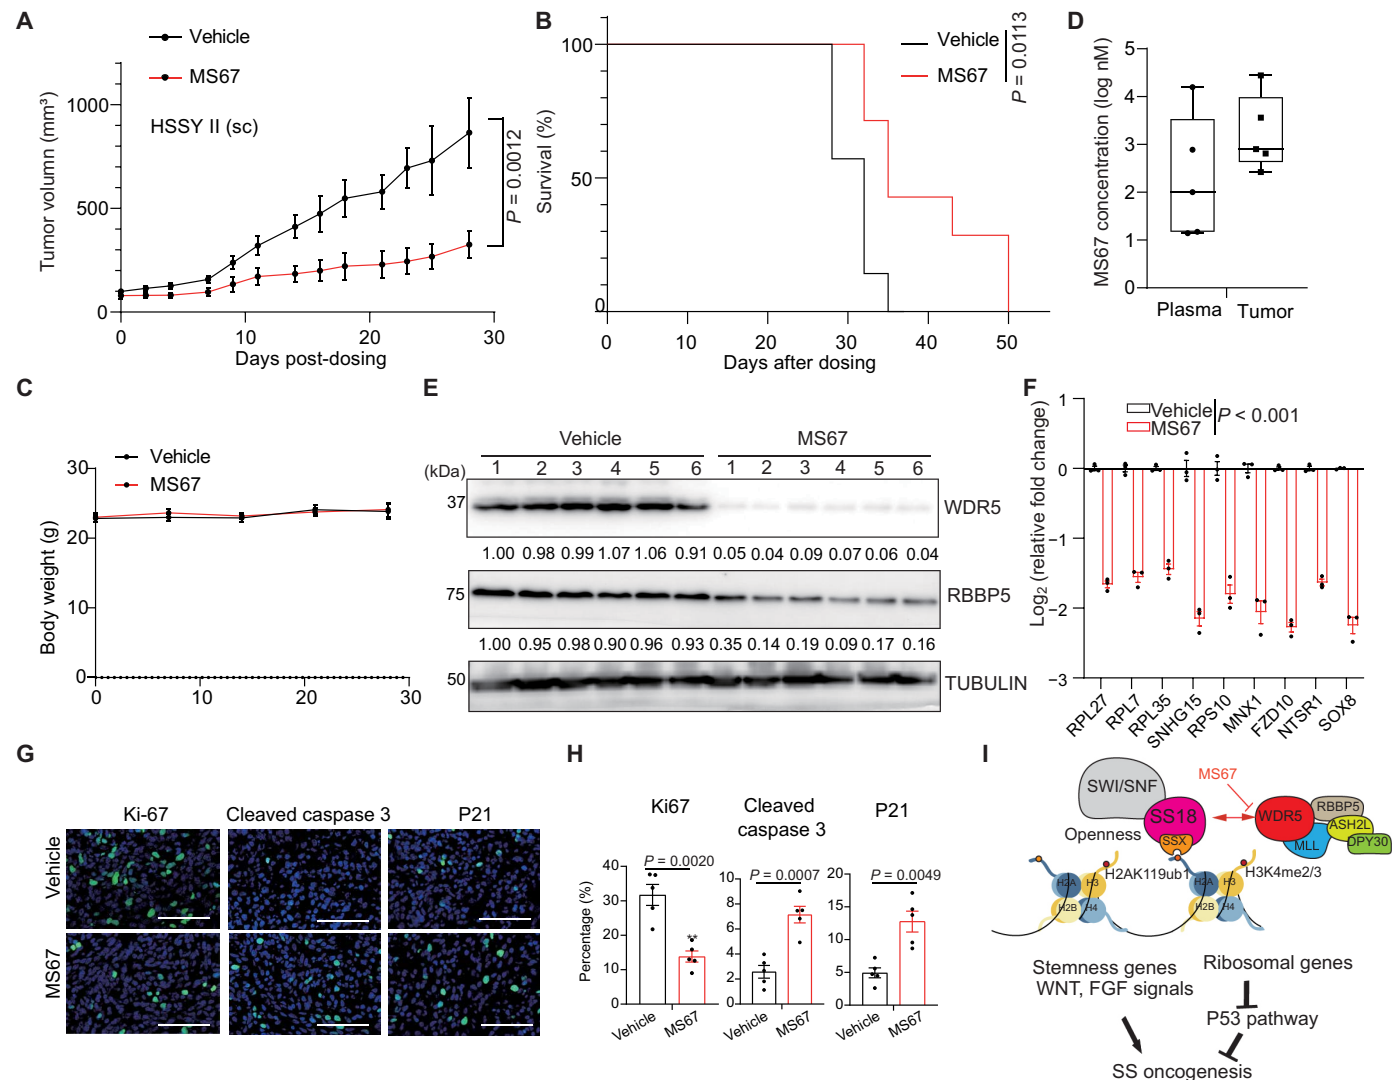 A
Vehicle
MS67
HSSY II (sc)
Tumor volumn (mm³)
1000
500
0
0 10 20 30
Days post-dosing
P = 0.0012
B
Vehicle
MS67
P = 0.0113
Survival (%)
100
50
0
0 10 20 30 40 50
Days after dosing
D
MS67 concentration (log nM)
5
4
3
2
1
0
Plasma Tumor
C
Vehicle
MS67
Body weight (g)
30
20
10
0
0 10 20 30
E
Vehicle MS67
(kDa) 1 2 3 4 5 6 1 2 3 4 5 6
37 WDR5
1.00 0.98 0.99 1.07 1.06 0.91 0.05 0.04 0.09 0.07 0.06 0.04
75 RBBP5
1.00 0.95 0.98 0.90 0.96 0.93 0.35 0.14 0.19 0.09 0.17 0.16
50 TUBULIN
F
Vehicle
MS67
P < 0.001
Log2 (relative fold change)
1
0
−1
−2
−3
RPL27 RPL7 RPL35 SNHG15 RPS10 MNX1 FZD10 NTSR1 SOX8
G
Ki-67 Cleaved caspase 3 P21
Vehicle
MS67
H
Ki67
Cleaved
caspase 3
P21
Percentage (%)
P = 0.0020
40
30
20
10
0
**
Vehicle MS67
P = 0.0007
10
8
6
4
2
0
Vehicle MS67
P = 0.0049
20
15
10
5
0
Vehicle MS67
I
MS67
SWI/SNF
SS18
SSX
WDR5
RBBP5
ASH2L
DPY30
MLL
Openness
H2AK119ub1
H3K4me2/3
H2A H3
H2B H4
H2A H3
H2B H4
Stemness genes
WNT, FGF signals
Ribosomal genes
P53 pathway
SS oncogenesis